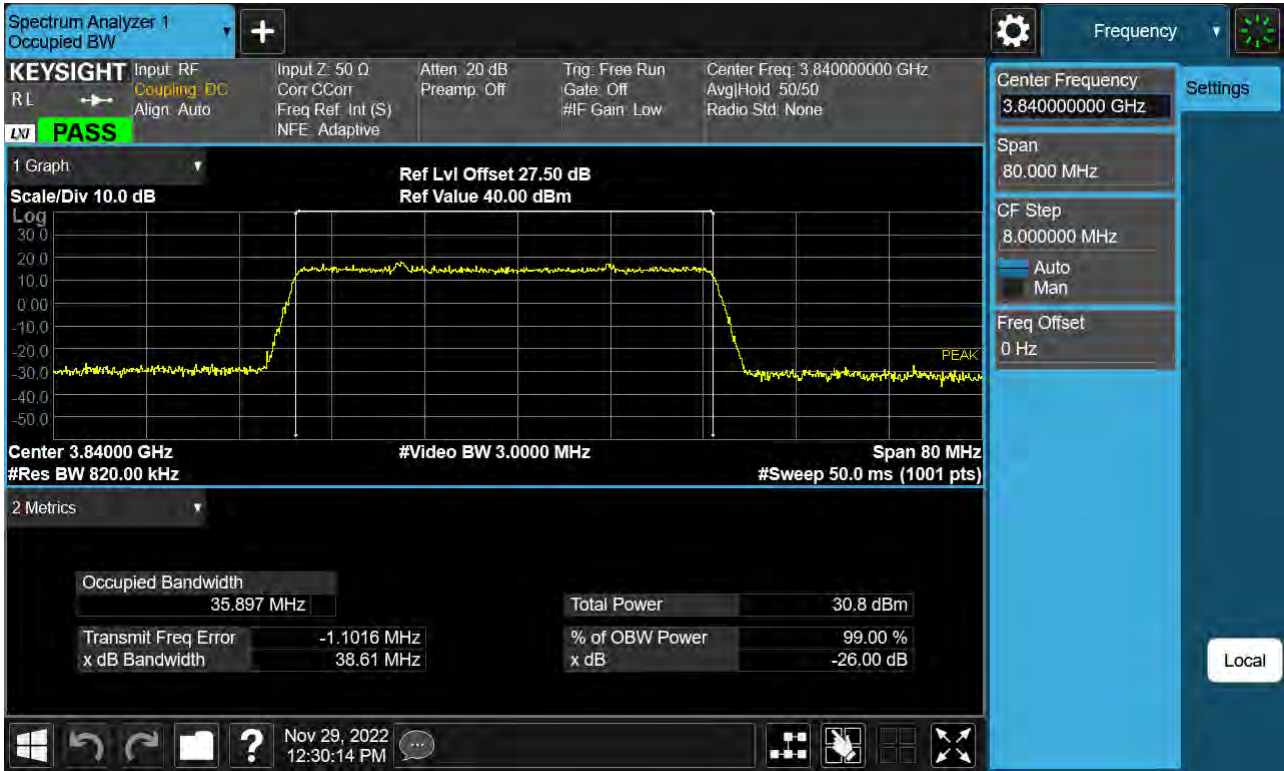 Spectrum Analyzer 1
Occupied BW
+
Frequency
KEYSIGHT
R L
LXI PASS
Input: RF
Coupling: DC
Align: Auto
Input Z: 50 Ω
Corr CCorr
Freq Ref: Int (S)
NFE: Adaptive
Atten: 20 dB
Preamp: Off
Trig: Free Run
Gate: Off
#IF Gain: Low
Center Freq: 3.840000000 GHz
Avg|Hold: 50/50
Radio Std: None
Center Frequency
3.840000000 GHz
Settings
Span
80.000 MHz
CF Step
8.000000 MHz
Auto
Man
Freq Offset
0 Hz
Local
1 Graph
Scale/Div 10.0 dB
Ref Lvl Offset 27.50 dB
Ref Value 40.00 dBm
Log
30.0
20.0
10.0
0.00
-10.0
-20.0
-30.0
-40.0
-50.0
PEAK
Center 3.84000 GHz
#Video BW 3.0000 MHz
Span 80 MHz
#Res BW 820.00 kHz
#Sweep 50.0 ms (1001 pts)
2 Metrics
Occupied Bandwidth
35.897 MHz
Total Power 30.8 dBm
Transmit Freq Error -1.1016 MHz
% of OBW Power 99.00 %
x dB Bandwidth 38.61 MHz
x dB -26.00 dB
?
Nov 29, 2022
12:30:14 PM